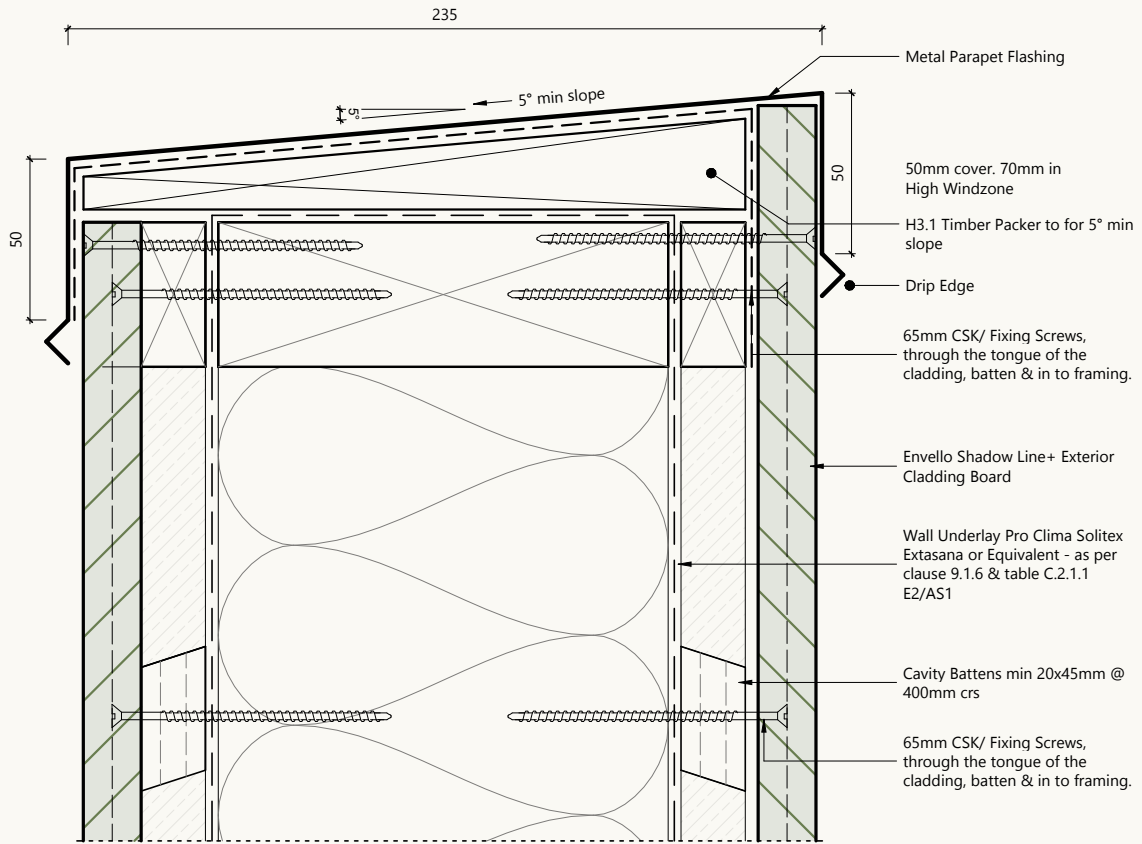 235
Metal Parapet Flashing
5° min slope
5°
50
50mm cover. 70mm in
High Windzone
50
H3.1 Timber Packer to for 5° min
slope
Drip Edge
65mm CSK/ Fixing Screws,
through the tongue of the
cladding, batten & in to framing.
Envello Shadow Line+ Exterior
Cladding Board
Wall Underlay Pro Clima Solitex
Extasana or Equivalent - as per
clause 9.1.6 & table C.2.1.1
E2/AS1
Cavity Battens min 20x45mm @
400mm crs
65mm CSK/ Fixing Screws,
through the tongue of the
cladding, batten & in to framing.